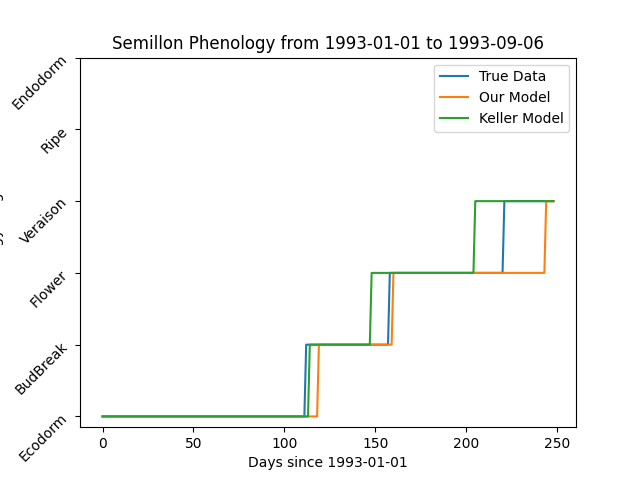 Semillon Phenology from 1993-01-01 to 1993-09-06
True Data
Our Model
Keller Model
Endodorm
Ripe
Veraison
Flower
BudBreak
Ecodorm
0 50 100 150 200 250
Days since 1993-01-01